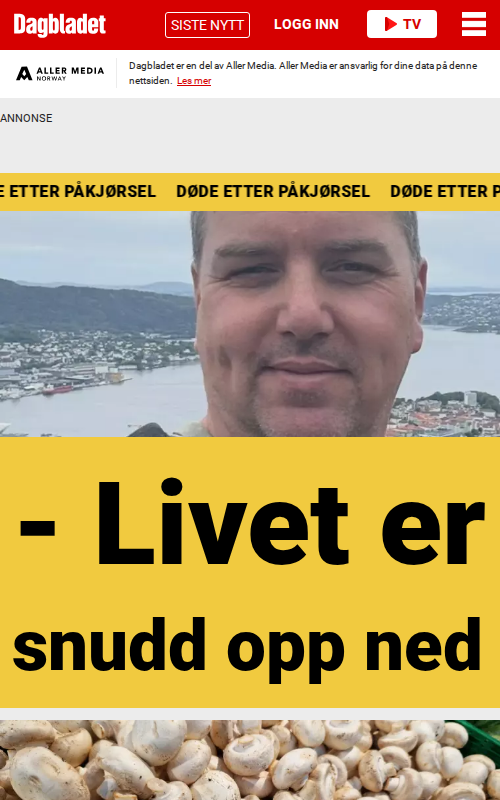 Dagbladet SISTE NYTT LOGG INN TV
ALLER MEDIA
NORWAY
Dagbladet er en del av Aller Media. Aller Media er ansvarlig for dine data på denne
nettsiden. Les mer
ANNONSE
E ETTER PÅKJØRSEL DØDE ETTER PÅKJØRSEL DØDE ETTER P
- Livet er
snudd opp ned